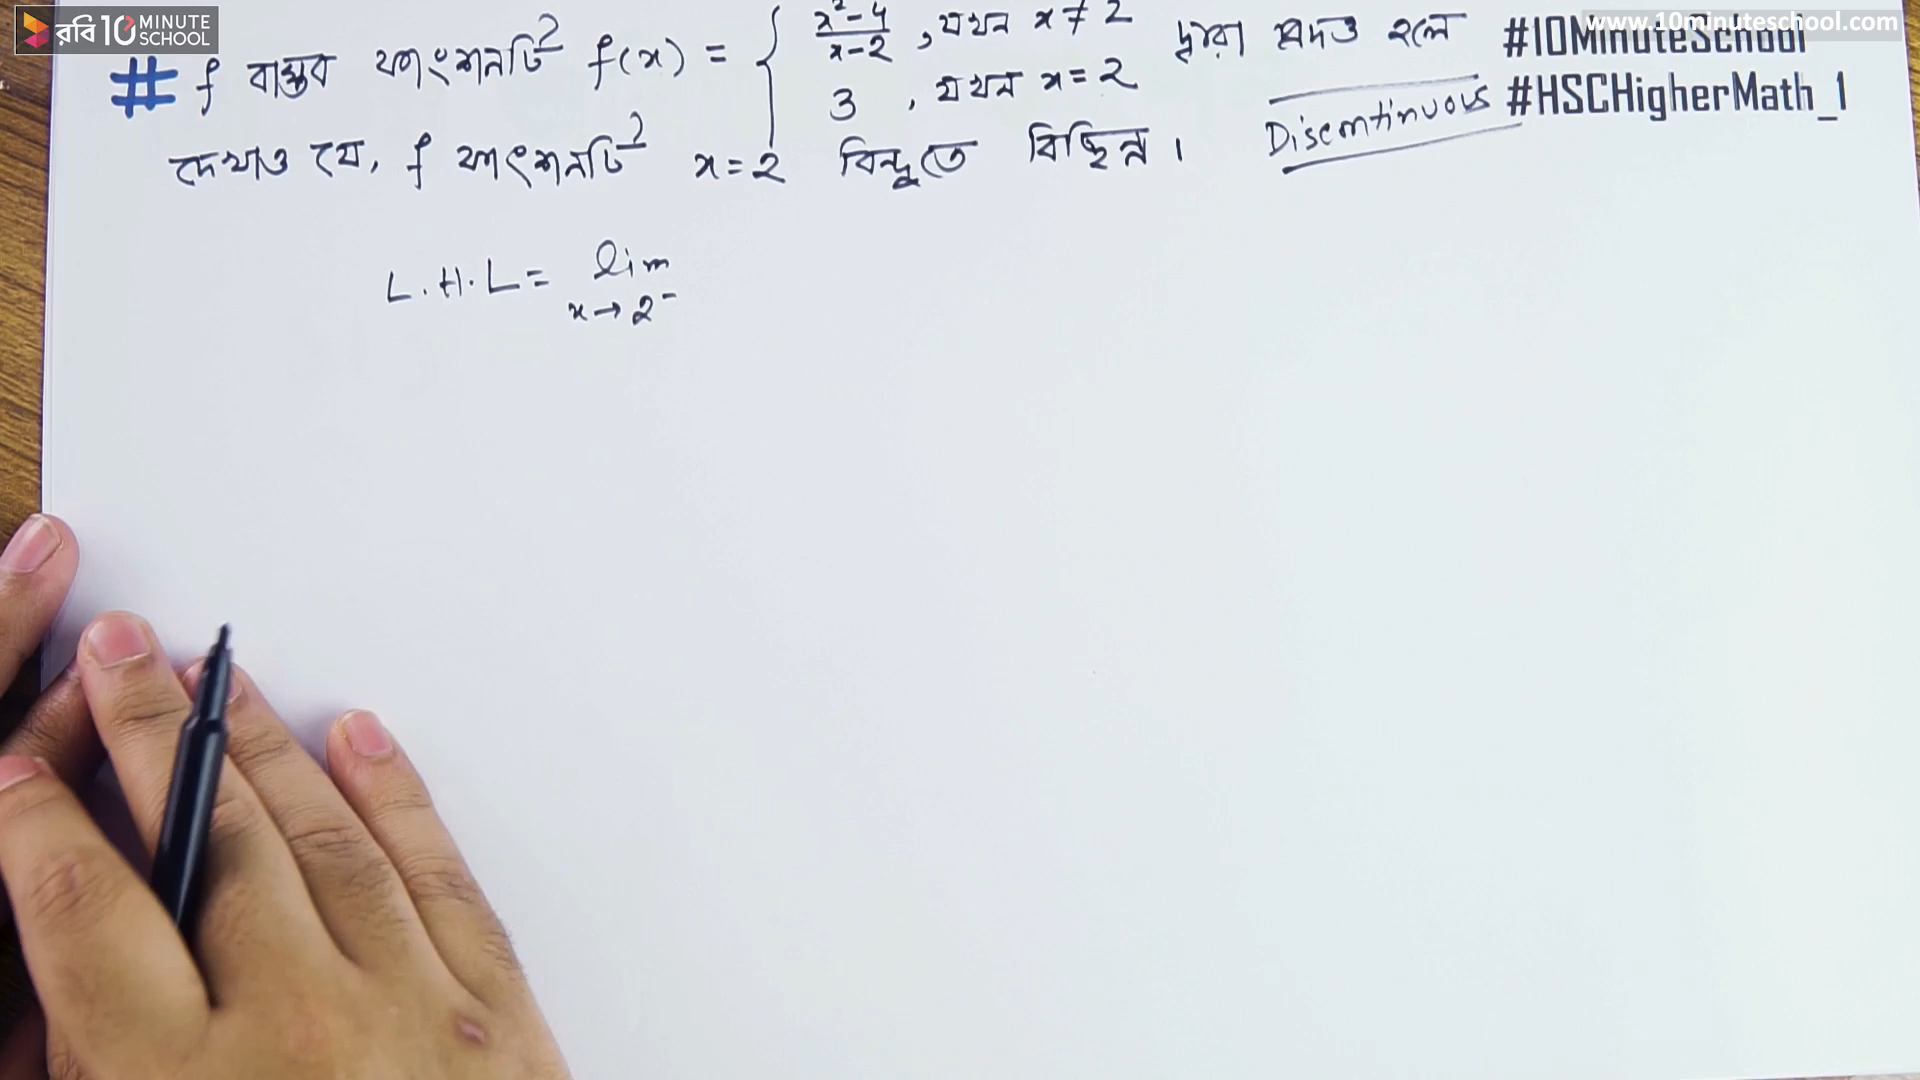 রবি 10 MINUTE SCHOOL
www.10minuteschool.com
#10MinuteSchool
#HSCHigherMath_1
# f বাস্তব ফাংশনটি f(x) = { x²-4 / x-2 , যখন x ≠ 2 দ্বারা প্রদত্ত হলে
3 , যখন x = 2
দেখাও যে, f ফাংশনটি x = 2 বিন্দুতে বিচ্ছিন্ন । Discontinuous
L.H.L = lim
x → 2⁻